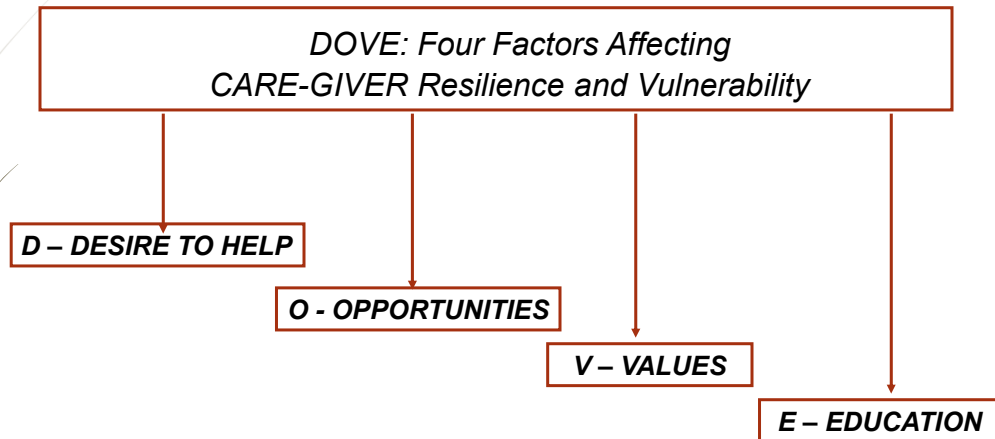 DOVE: Four Factors Affecting
CARE-GIVER Resilience and Vulnerability
D – DESIRE TO HELP
O - OPPORTUNITIES
V – VALUES
E – EDUCATION